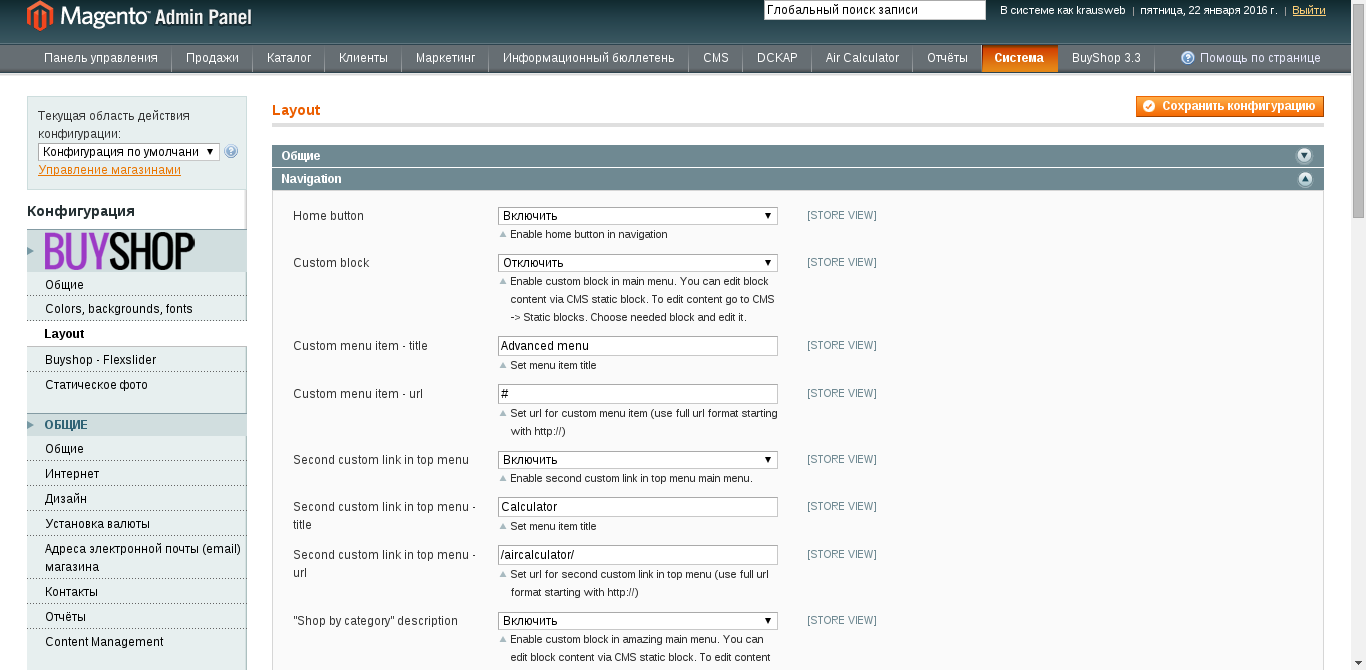 Magento Admin Panel
Глобальный поиск записи
В системе как krausweb | пятница, 22 января 2016 г. | Выйти
Панель управления
Продажи
Каталог
Клиенты
Маркетинг
Информационный бюллетень
CMS
DCKAP
Air Calculator
Отчёты
Система
BuyShop 3.3
Помощь по странице
Текущая область действия
конфигурации:
Конфигурация по умолчани
Управление магазинами
Конфигурация
BUYSHOP
Общие
Colors, backgrounds, fonts
Layout
Buyshop - Flexslider
Статическое фото
ОБЩИЕ
Общие
Интернет
Дизайн
Установка валюты
Адреса электронной почты (email)
магазина
Контакты
Отчёты
Content Management
Layout
Сохранить конфигурацию
Общие
Navigation
Home button
Включить
[STORE VIEW]
Enable home button in navigation
Custom block
Отключить
[STORE VIEW]
Enable custom block in main menu. You can edit block
content via CMS static block. To edit content go to CMS
-> Static blocks. Choose needed block and edit it.
Custom menu item - title
Advanced menu
[STORE VIEW]
Set menu item title
Custom menu item - url
#
[STORE VIEW]
Set url for custom menu item (use full url format starting
with http://)
Second custom link in top menu
Включить
[STORE VIEW]
Enable second custom link in top menu main menu.
Second custom link in top menu -
title
Calculator
[STORE VIEW]
Set menu item title
Second custom link in top menu -
url
/aircalculator/
[STORE VIEW]
Set url for second custom link in top menu (use full url
format starting with http://)
"Shop by category" description
Включить
[STORE VIEW]
Enable custom block in amazing main menu. You can
edit block content via CMS static block. To edit content